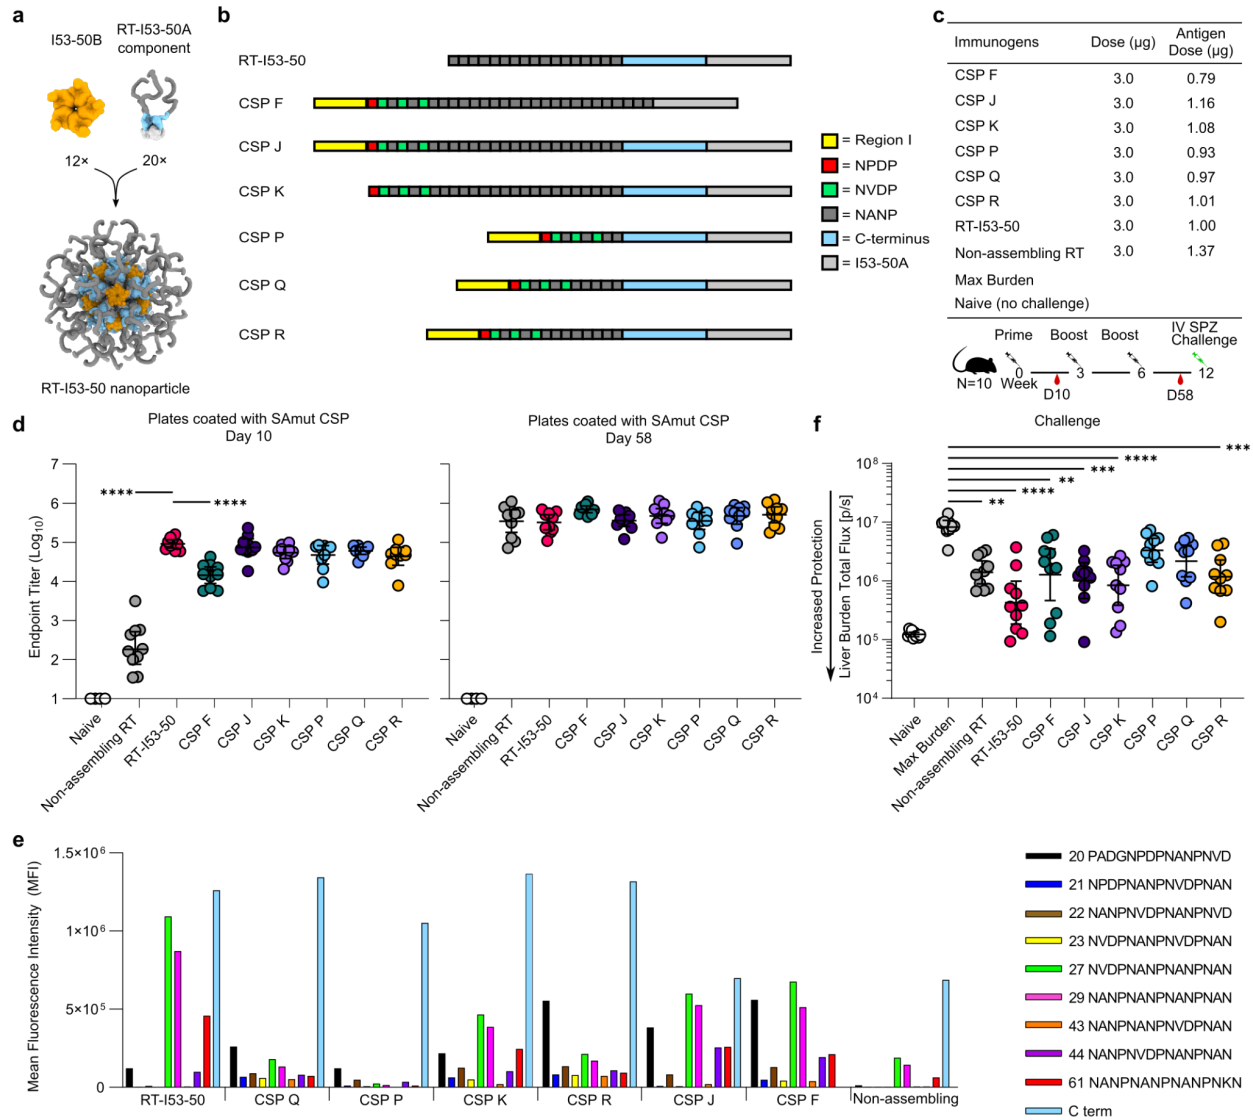 a
I53-50B
RT-I53-50A
component
12×
20×
RT-I53-50 nanoparticle
b
RT-I53-50
CSP F
CSP J
CSP K
CSP P
CSP Q
CSP R
= Region I
= NPDP
= NVDP
= NANP
= C-terminus
= I53-50A
c
Immunogens Dose (µg) Antigen Dose (µg)
CSP F 3.0 0.79
CSP J 3.0 1.16
CSP K 3.0 1.08
CSP P 3.0 0.93
CSP Q 3.0 0.97
CSP R 3.0 1.01
RT-I53-50 3.0 1.00
Non-assembling RT 3.0 1.37
Max Burden
Naive (no challenge)
Prime Boost Boost IV SPZ Challenge
N=10 Week 0 3 6 12
D10 D58
d
Plates coated with SAmut CSP
Day 10
Endpoint Titer (Log10)
7
6
5
4
3
2
1
****
****
Naive
Non-assembling RT
RT-I53-50
CSP F
CSP J
CSP K
CSP P
CSP Q
CSP R
Plates coated with SAmut CSP
Day 58
7
6
5
4
3
2
1
Naive
Non-assembling RT
RT-I53-50
CSP F
CSP J
CSP K
CSP P
CSP Q
CSP R
f
Challenge
Increased Protection
Liver Burden Total Flux [p/s]
10⁸
10⁷
10⁶
10⁵
10⁴
***
****
***
**
****
**
Naive
Max Burden
Non-assembling RT
RT-I53-50
CSP F
CSP J
CSP K
CSP P
CSP Q
CSP R
e
Mean Fluorescence Intensity (MFI)
1.5×10⁶
1×10⁶
5×10⁵
0
RT-I53-50
CSP Q
CSP P
CSP K
CSP R
CSP J
CSP F
Non-assembling
20 PADGNPDPNANPNVD
21 NPDPNANPNVDPNAN
22 NANPNVDPNANPNVD
23 NVDPNANPNVDPNAN
27 NVDPNANPNANPNAN
29 NANPNANPNANPNAN
43 NANPNANPNVDPNAN
44 NANPNVDPNANPNAN
61 NANPNANPNANPNKN
C term